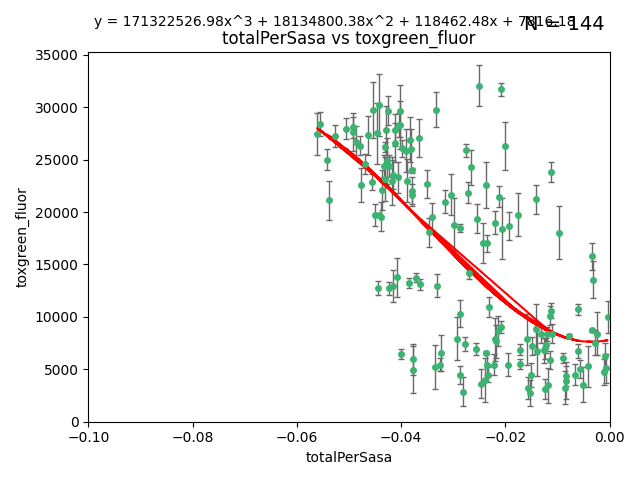 y = 171322526.98x^3 + 18134800.38x^2 + 118462.48x + 7816.18
N = 144
totalPerSasa vs toxgreen_fluor
35000
30000
25000
20000
15000
10000
5000
0
toxgreen_fluor
−0.10 −0.08 −0.06 −0.04 −0.02 0.00
totalPerSasa